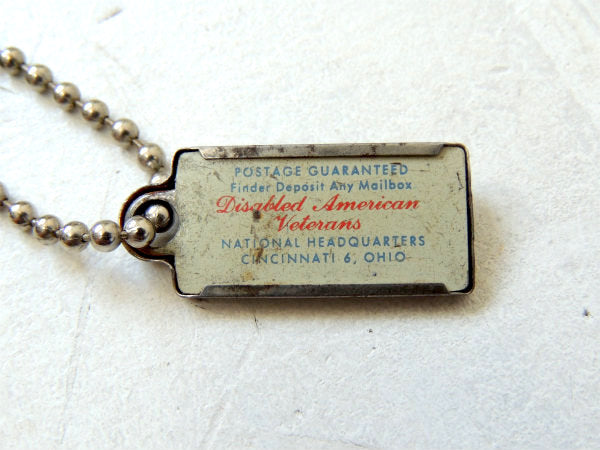 POSTAGE GUARANTEED
Finder Deposit Any Mailbox
Disabled American
Veterans
NATIONAL HEADQUARTERS
CINCINNATI 6, OHIO